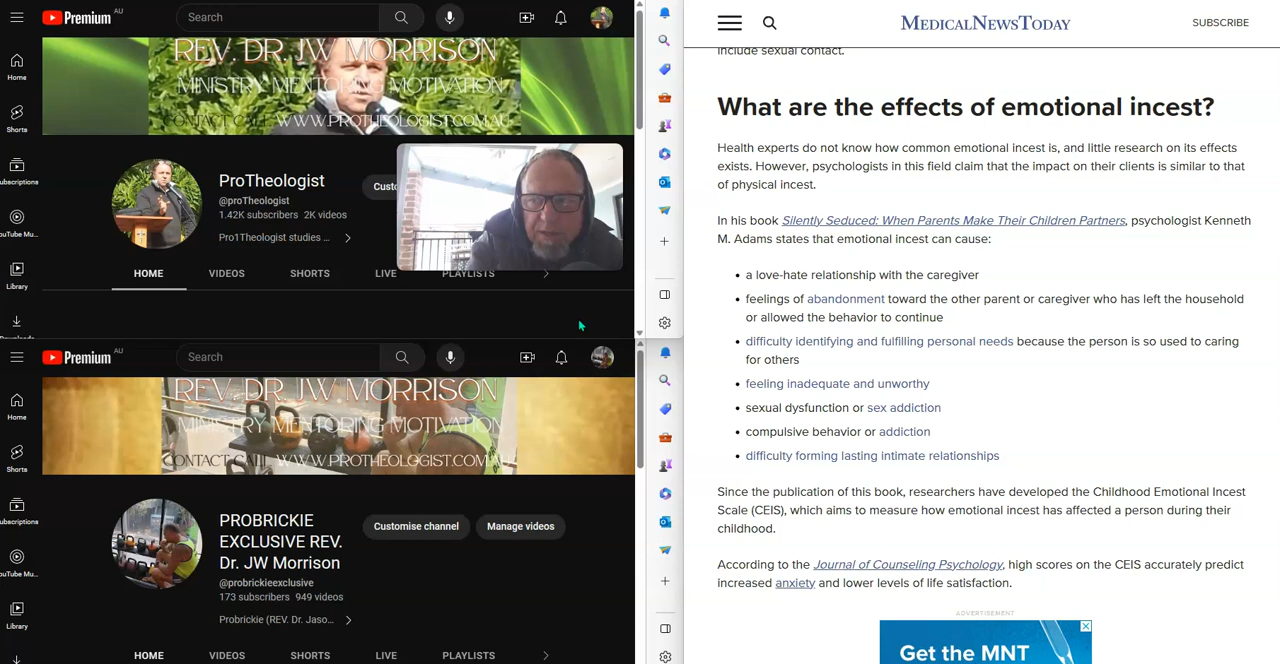 Premium AU
Search
REV. DR. JW MORRISON
MINISTRY MENTORING MOTIVATION
CONTACT CALL WWW.PROTHEOLOGIST.COM.AU
Home
Shorts
ubscriptions
ouTube Mu...
Library
ProTheologist
@proTheologist
1.42K subscribers 2K videos
Pro1Theologist studies ...
Custo
HOME VIDEOS SHORTS LIVE PLAYLISTS
Premium AU
Search
REV. DR. JW MORRISON
MINISTRY MENTORING MOTIVATION
CONTACT CALL WWW.PROTHEOLOGIST.COM.AU
Home
Shorts
ubscriptions
ouTube Mu...
Library
PROBRICKIE
EXCLUSIVE REV.
Dr. JW Morrison
@probrickieexclusive
173 subscribers 949 videos
Probrickie (REV. Dr. Jaso...
Customise channel Manage videos
HOME VIDEOS SHORTS LIVE PLAYLISTS
MEDICALNEWSTODAY
SUBSCRIBE
include sexual contact.
What are the effects of emotional incest?
Health experts do not know how common emotional incest is, and little research on its effects
exists. However, psychologists in this field claim that the impact on their clients is similar to that
of physical incest.
In his book Silently Seduced: When Parents Make Their Children Partners, psychologist Kenneth
M. Adams states that emotional incest can cause:
• a love-hate relationship with the caregiver
• feelings of abandonment toward the other parent or caregiver who has left the household
or allowed the behavior to continue
• difficulty identifying and fulfilling personal needs because the person is so used to caring
for others
• feeling inadequate and unworthy
• sexual dysfunction or sex addiction
• compulsive behavior or addiction
• difficulty forming lasting intimate relationships
Since the publication of this book, researchers have developed the Childhood Emotional Incest
Scale (CEIS), which aims to measure how emotional incest has affected a person during their
childhood.
According to the Journal of Counseling Psychology, high scores on the CEIS accurately predict
increased anxiety and lower levels of life satisfaction.
ADVERTISEMENT
Get the MNT